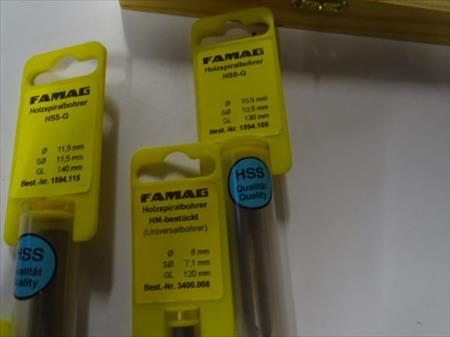 FAMAG
Holzspiralbohrer
HSS-G
Ø 11,5 mm
SØ 11,5 mm
GL 140 mm
Best.-Nr. 1594.115
HSS
Qualität
Quality
FAMAG
Holzspiralbohrer
HM-bestückt
(Universalbohrer)
Ø 8 mm
SØ 7,1 mm
GL 120 mm
Best.-Nr. 3400.008
FAMAG
Holzspiralbohrer
HSS-G
Ø 10,5 mm
SØ 10,5 mm
GL 130 mm
Best.-Nr. 1594.105
HSS
Qualität
Quality